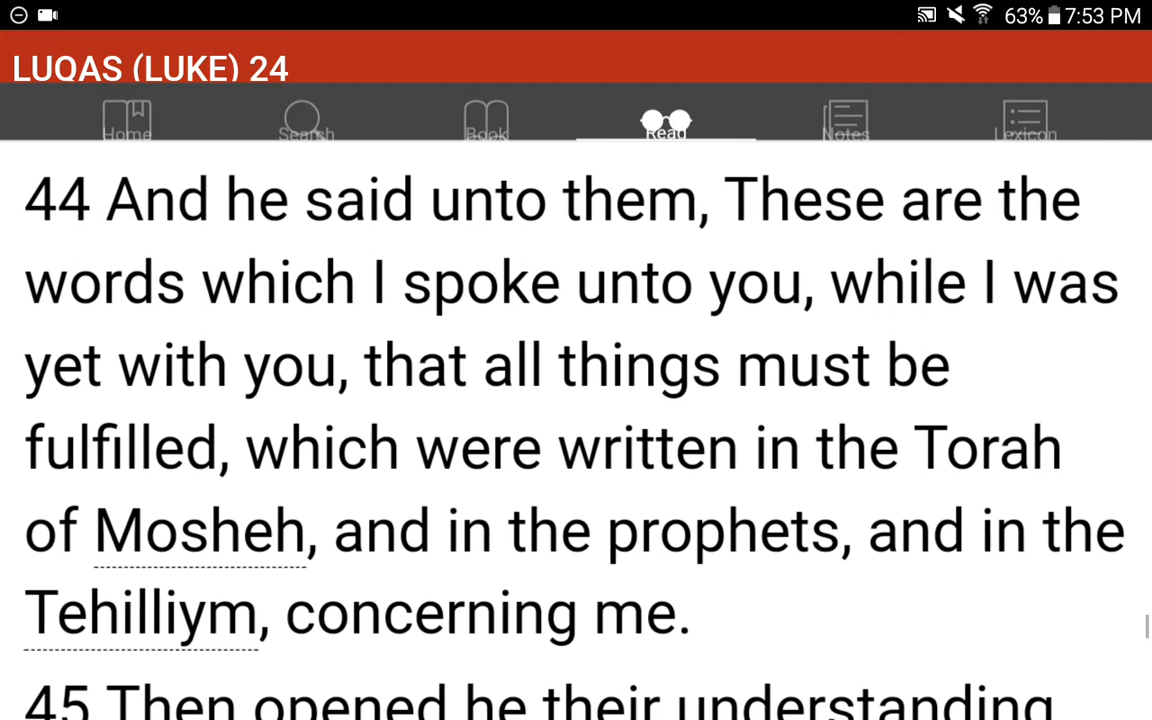 63% 7:53 PM
LUQAS (LUKE) 24
Home Search Book Read Notes Lexicon
44 And he said unto them, These are the
words which I spoke unto you, while I was
yet with you, that all things must be
fulfilled, which were written in the Torah
of Mosheh, and in the prophets, and in the
Tehilliym, concerning me.
45 Then opened he their understanding